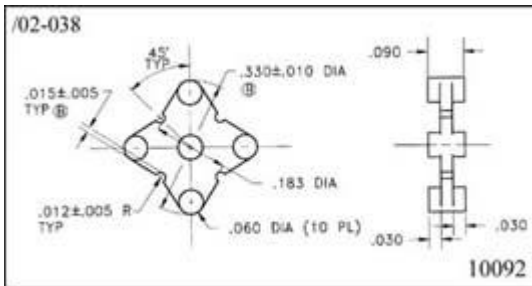 /02-038
45°
TYP
.330±.010 DIA
Ⓑ
.090
.015±.005
TYP Ⓑ
.183 DIA
.012±.005 R
TYP
.060 DIA (10 PL)
.030
.030
10092